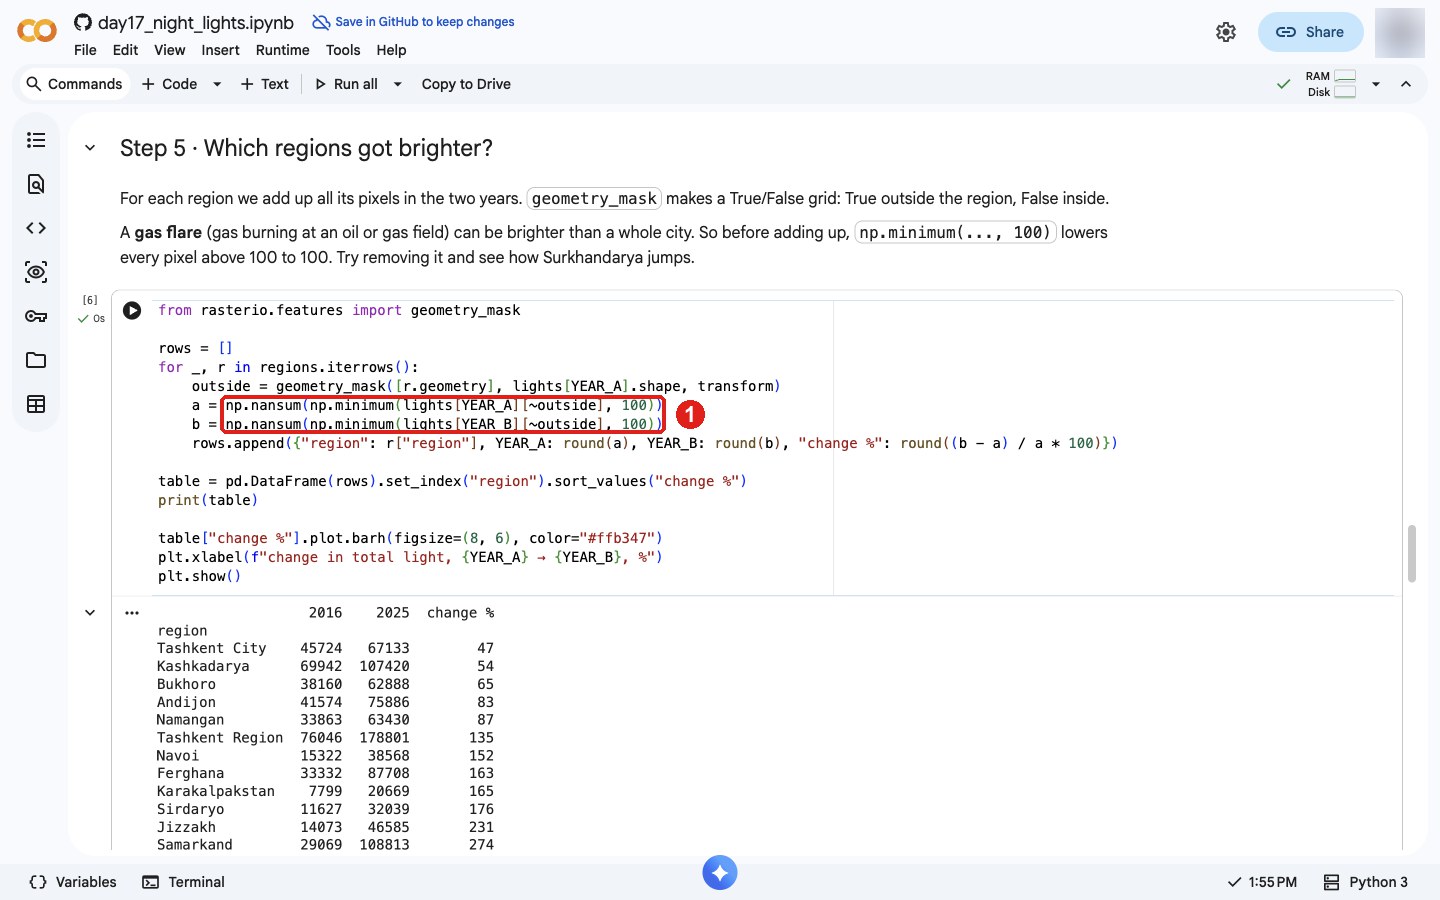 day17_night_lights.ipynb
Save in GitHub to keep changes
File Edit View Insert Runtime Tools Help
Share
Commands + Code + Text Run all Copy to Drive
RAM
Disk
Step 5 · Which regions got brighter?
For each region we add up all its pixels in the two years. geometry_mask makes a True/False grid: True outside the region, False inside.
A gas flare (gas burning at an oil or gas field) can be brighter than a whole city. So before adding up, np.minimum(..., 100) lowers
every pixel above 100 to 100. Try removing it and see how Surkhandarya jumps.
[6]
0s
from rasterio.features import geometry_mask
rows = []
for _, r in regions.iterrows():
    outside = geometry_mask([r.geometry], lights[YEAR_A].shape, transform)
    a = np.nansum(np.minimum(lights[YEAR_A][~outside], 100))
    b = np.nansum(np.minimum(lights[YEAR_B][~outside], 100))
1
    rows.append({"region": r["region"], YEAR_A: round(a), YEAR_B: round(b), "change %": round((b - a) / a * 100)})
table = pd.DataFrame(rows).set_index("region").sort_values("change %")
print(table)
table["change %"].plot.barh(figsize=(8, 6), color="#ffb347")
plt.xlabel(f"change in total light, {YEAR_A} → {YEAR_B}, %")
plt.show()
2016 2025 change %
region
Tashkent City 45724 67133 47
Kashkadarya 69942 107420 54
Bukhoro 38160 62888 65
Andijon 41574 75886 83
Namangan 33863 63430 87
Tashkent Region 76046 178801 135
Navoi 15322 38568 152
Ferghana 33332 87708 163
Karakalpakstan 7799 20669 165
Sirdaryo 11627 32039 176
Jizzakh 14073 46585 231
Samarkand 29069 108813 274
Variables Terminal
1:55 PM Python 3